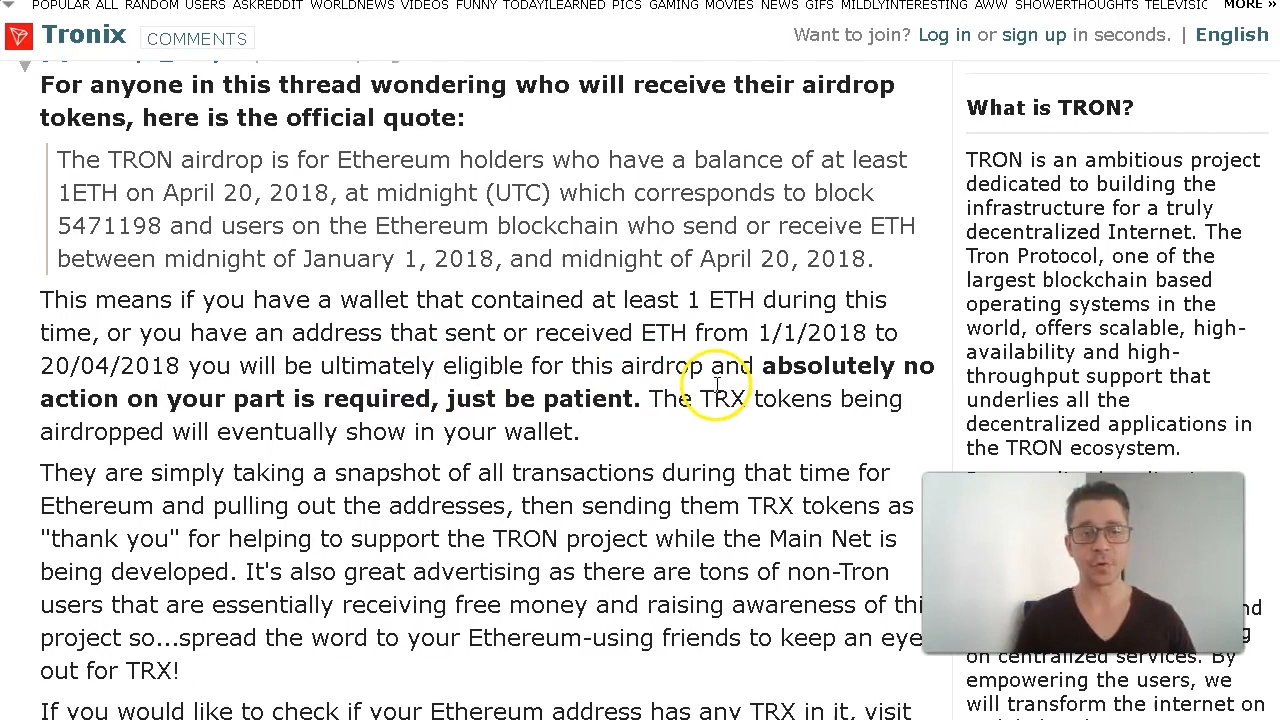 POPULAR ALL RANDOM USERS ASKREDDIT WORLDNEWS VIDEOS FUNNY TODAYILEARNED PICS GAMING MOVIES NEWS GIFS MILDLYINTERESTING AWW SHOWERTHOUGHTS TELEVISIC MORE »
Tronix COMMENTS
Want to join? Log in or sign up in seconds. | English
For anyone in this thread wondering who will receive their airdrop
tokens, here is the official quote:
The TRON airdrop is for Ethereum holders who have a balance of at least
1ETH on April 20, 2018, at midnight (UTC) which corresponds to block
5471198 and users on the Ethereum blockchain who send or receive ETH
between midnight of January 1, 2018, and midnight of April 20, 2018.
This means if you have a wallet that contained at least 1 ETH during this
time, or you have an address that sent or received ETH from 1/1/2018 to
20/04/2018 you will be ultimately eligible for this airdrop and absolutely no
action on your part is required, just be patient. The TRX tokens being
airdropped will eventually show in your wallet.
They are simply taking a snapshot of all transactions during that time for
Ethereum and pulling out the addresses, then sending them TRX tokens as
"thank you" for helping to support the TRON project while the Main Net is
being developed. It's also great advertising as there are tons of non-Tron
users that are essentially receiving free money and raising awareness of thi
project so...spread the word to your Ethereum-using friends to keep an eye
out for TRX!
If you would like to check if your Ethereum address has any TRX in it, visit
What is TRON?
TRON is an ambitious project
dedicated to building the
infrastructure for a truly
decentralized Internet. The
Tron Protocol, one of the
largest blockchain based
operating systems in the
world, offers scalable, high-
availability and high-
throughput support that
underlies all the
decentralized applications in
the TRON ecosystem.
on centralized services. By
empowering the users, we
will transform the internet on